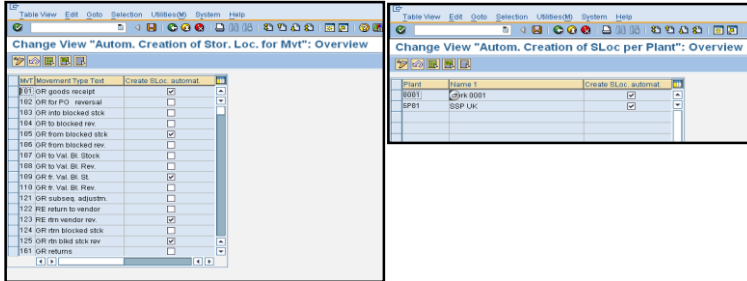 Table View Edit Goto Selection Utilities(M) System Help
Change View "Autom. Creation of Stor. Loc. for Mvt": Overview
MvT Movement Type Text Create SLoc. automat.
101 GR goods receipt
102 GR for PO reversal
103 GR into blocked stck
104 GR to blocked rev.
105 GR from blocked stck
106 GR from blocked rev.
107 GR to Val. Bl. Stock
108 GR to Val. Bl. Rev.
109 GR fr. Val. Bl. St.
110 GR fr. Val. Bl. Rev.
121 GR subseq. adjustm.
122 RE return to vendor
123 RE rtrn vendor rev.
124 GR rtrn blocked stck
125 GR rtn blkd stck rev
161 GR returns
Table View Edit Goto Selection Utilities(M) System Help
Change View "Autom. Creation of SLoc per Plant": Overview
Plant Name 1 Create SLoc. automat.
0001 Werk 0001
SP01 SSP UK